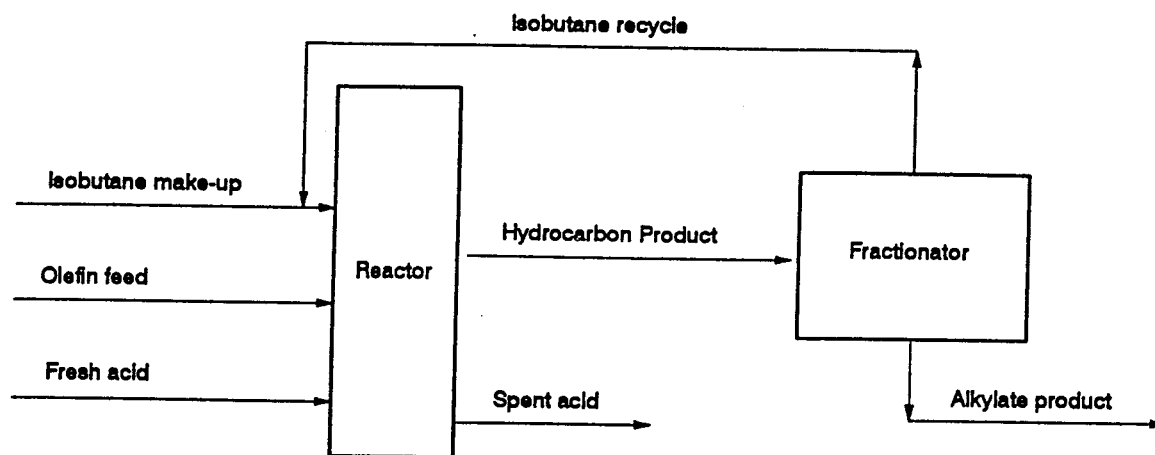 Isobutane recycle
Isobutane make-up
Hydrocarbon Product
Fractionator
Reactor
Olefin feed
Fresh acid
Spent acid
Alkylate product